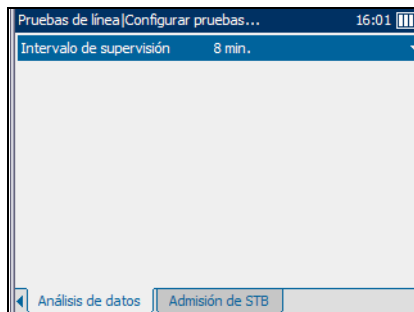 Pruebas de línea|Configurar pruebas... 16:01
Intervalo de supervisión 8 min.
Análisis de datos Admisión de STB